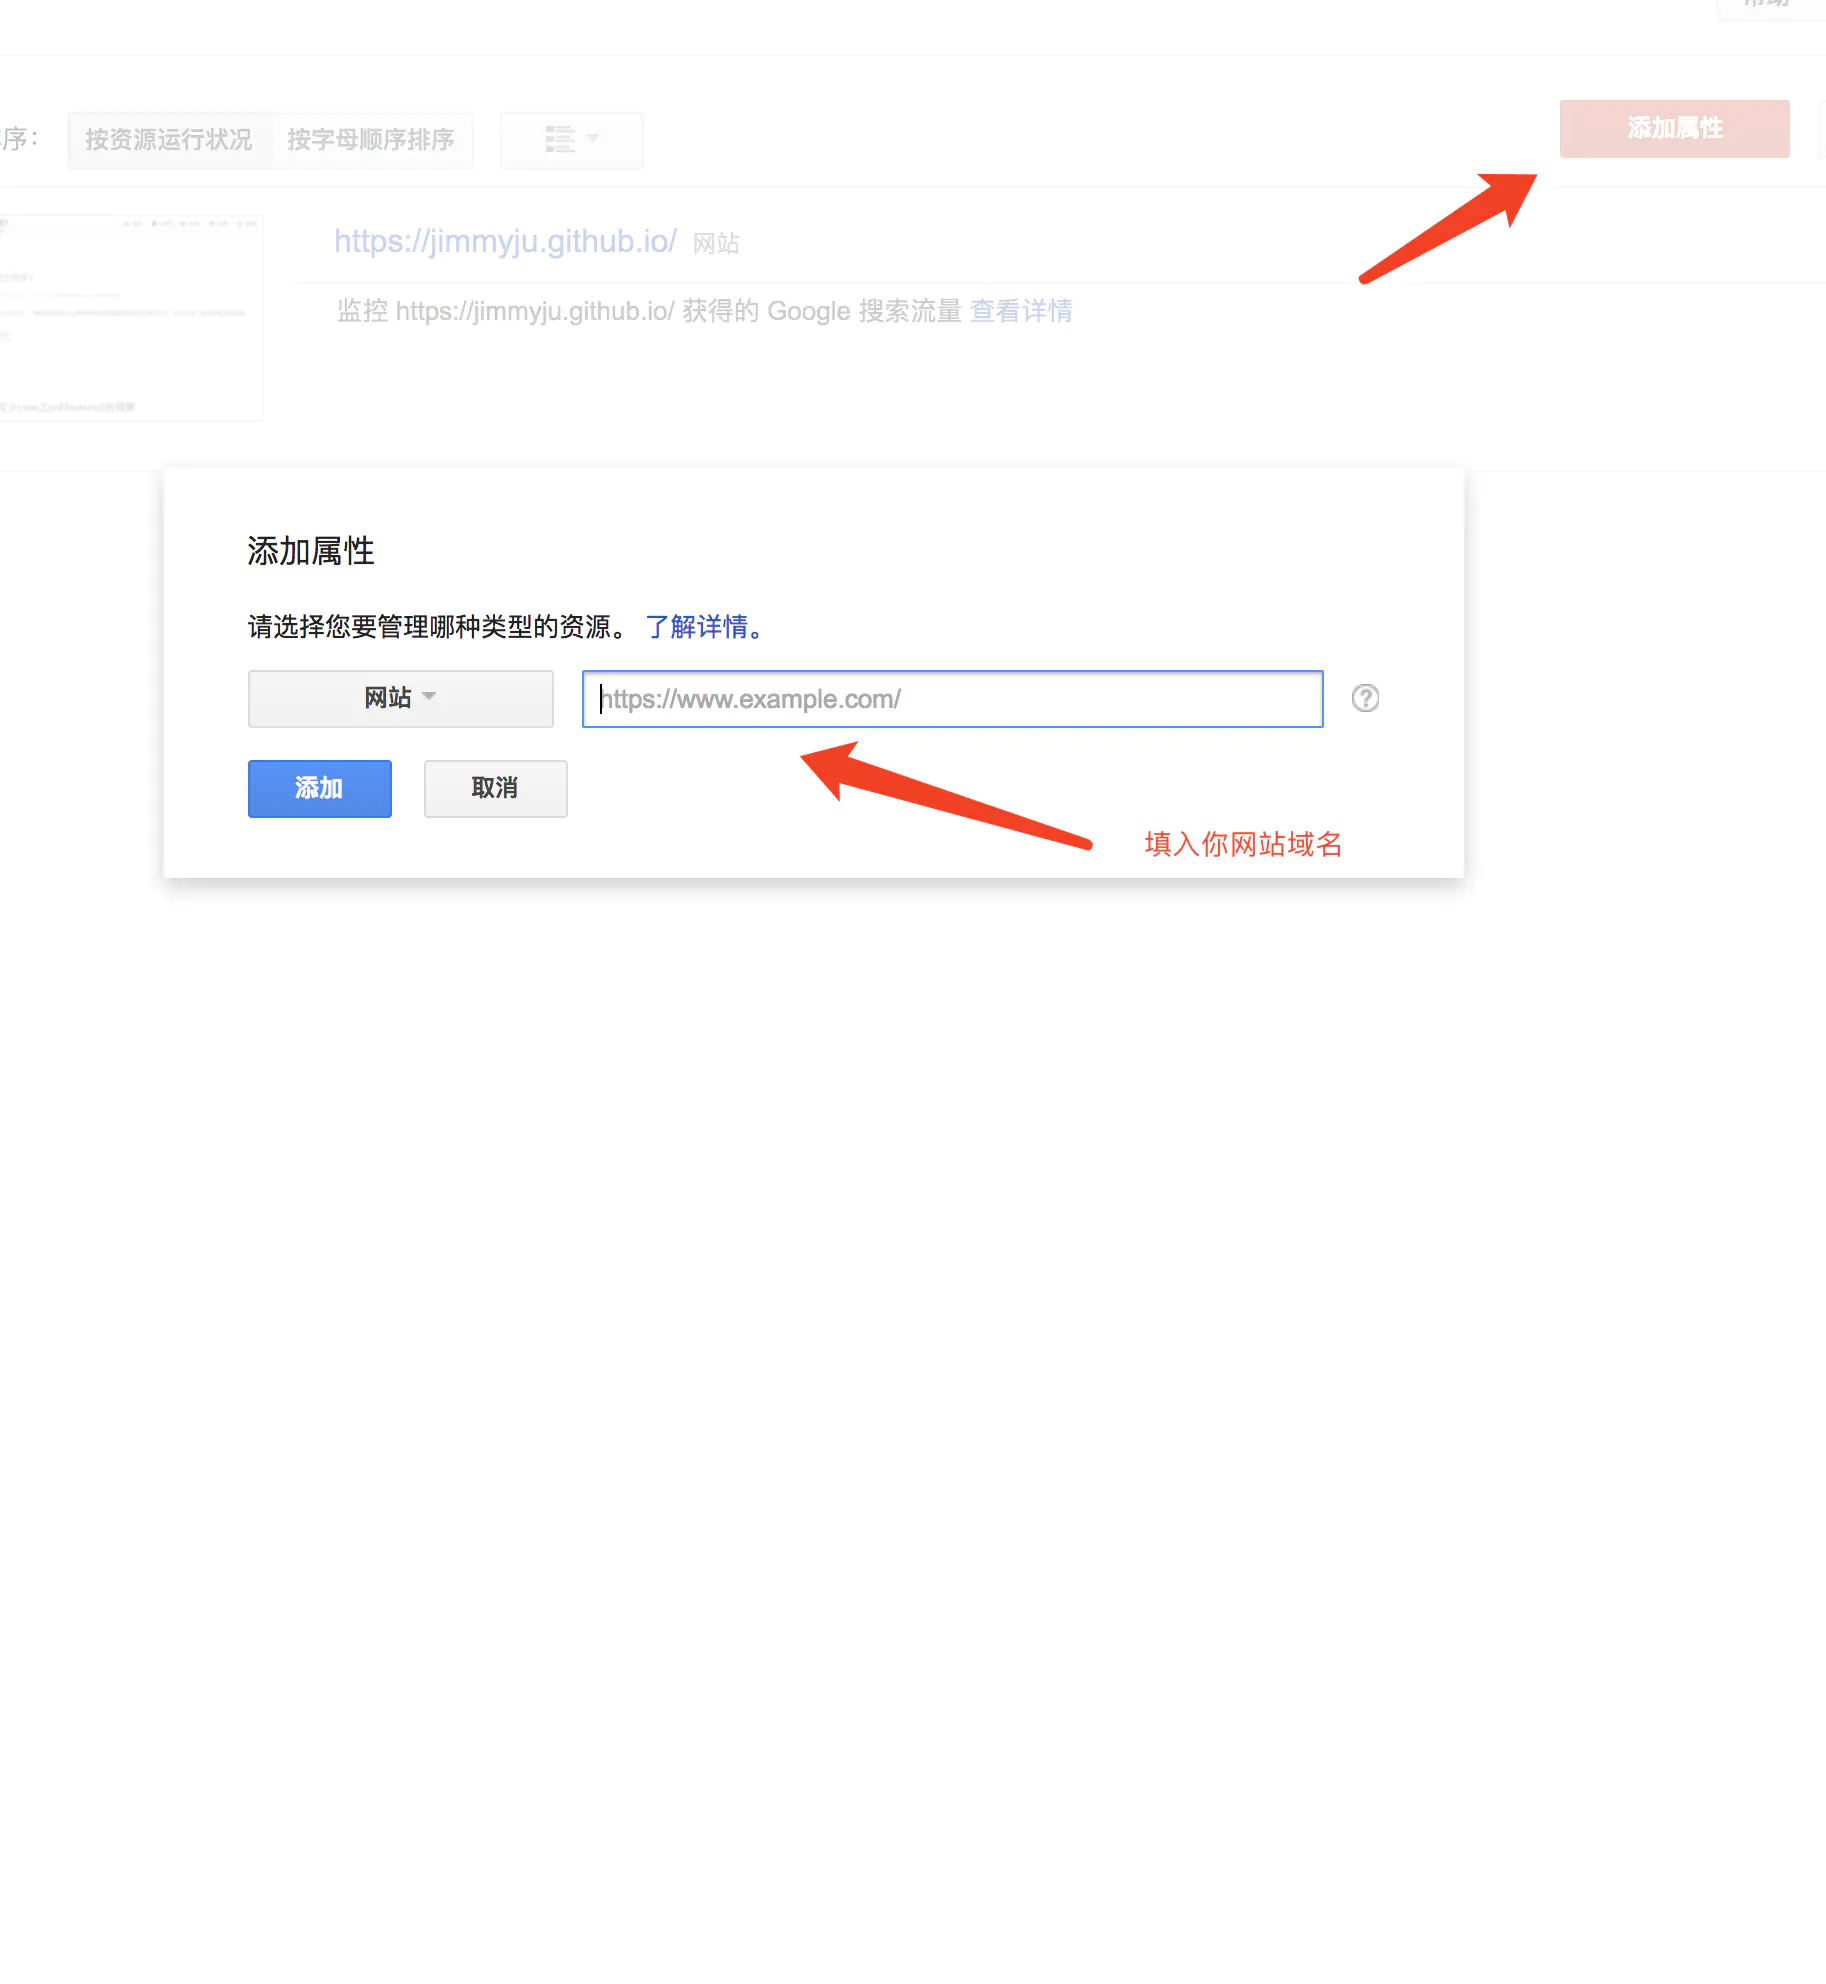 序：
按资源运行状况 按字母顺序排序
添加属性
https://jimmyju.github.io/ 网站
监控 https://jimmyju.github.io/ 获得的 Google 搜索流量 查看详情
添加属性
请选择您要管理哪种类型的资源。 了解详情。
网站 https://www.example.com/
添加 取消
填入你网站域名